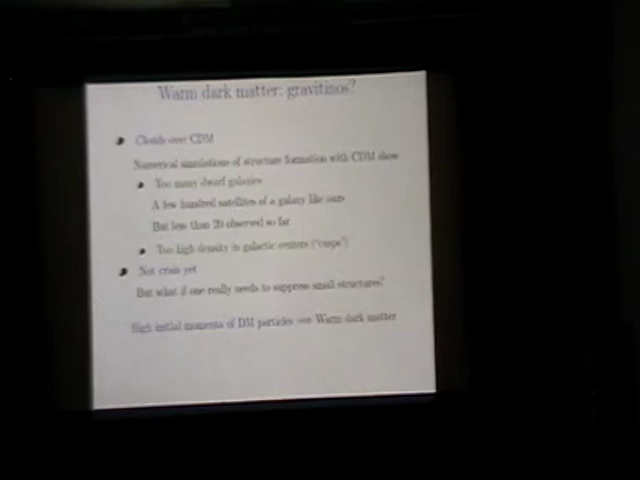 Warm dark matter: gravitinos?
Clouds over CDM
Numerical simulations of structure formation with CDM show
Too many dwarf galaxies
A few hundred satellites of a galaxy like ours
But less than 20 observed so far
Too high density in galactic centers ("cusps")
Not crisis yet
But what if one really needs to suppress small structures?
High initial momenta of DM particles ⟹ Warm dark matter